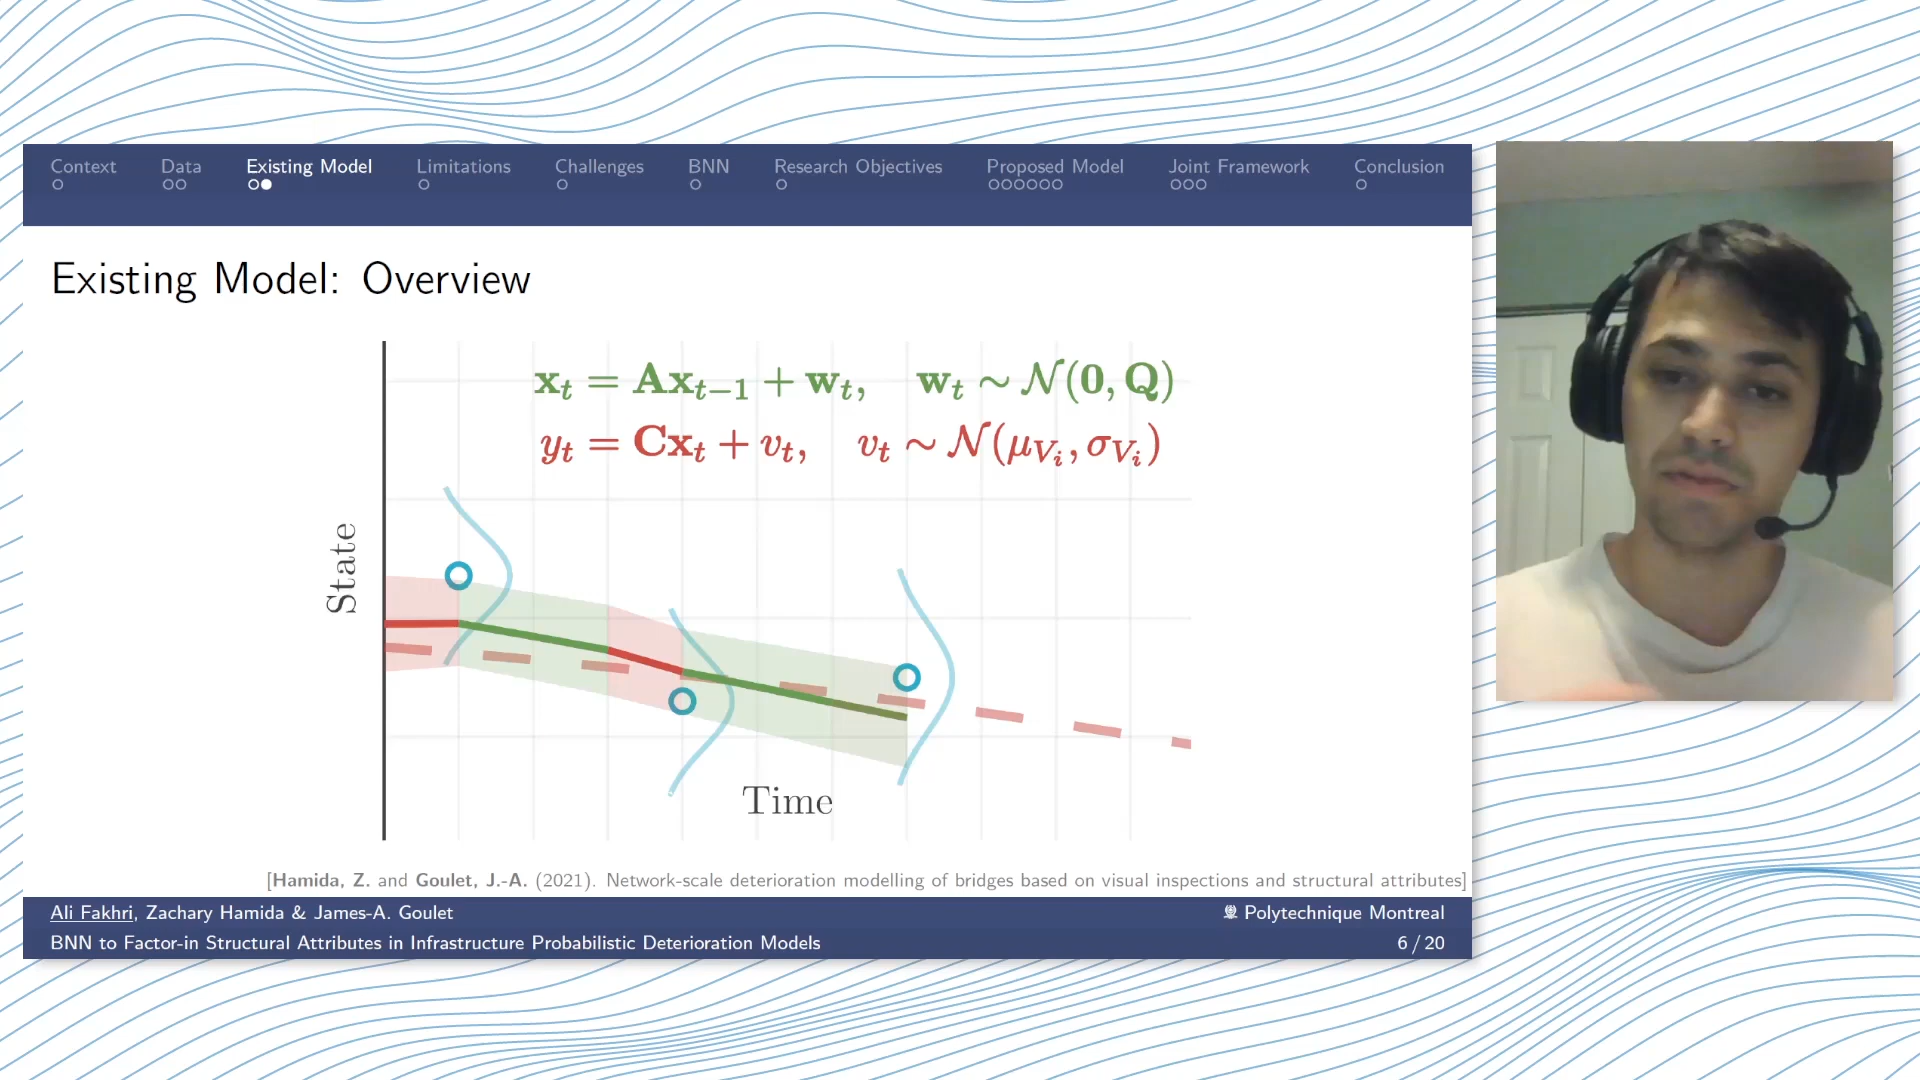 Context Data Existing Model Limitations Challenges BNN Research Objectives Proposed Model Joint Framework Conclusion
Existing Model: Overview
𝐱ₜ = 𝐀𝐱ₜ₋₁ + 𝐰ₜ, 𝐰ₜ ∼ 𝒩(𝟎, 𝐐)
yₜ = 𝐂𝐱ₜ + vₜ, vₜ ∼ 𝒩(μ_{Vᵢ}, σ_{Vᵢ})
State
Time
[Hamida, Z. and Goulet, J.-A. (2021). Network-scale deterioration modelling of bridges based on visual inspections and structural attributes]
Ali Fakhri, Zachary Hamida & James-A. Goulet Polytechnique Montreal
BNN to Factor-in Structural Attributes in Infrastructure Probabilistic Deterioration Models 6 / 20